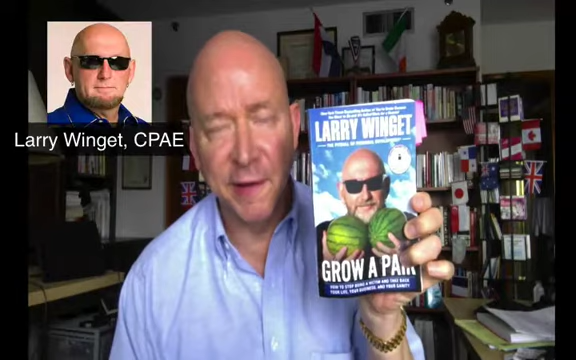 Larry Winget, CPAE
LARRY WINGET
THE PITBULL OF PERSONAL DEVELOPMENT
GROW A PAIR
HOW TO STOP BEING A VICTIM AND TAKE BACK
YOUR LIFE, YOUR BUSINESS, AND YOUR SANITY